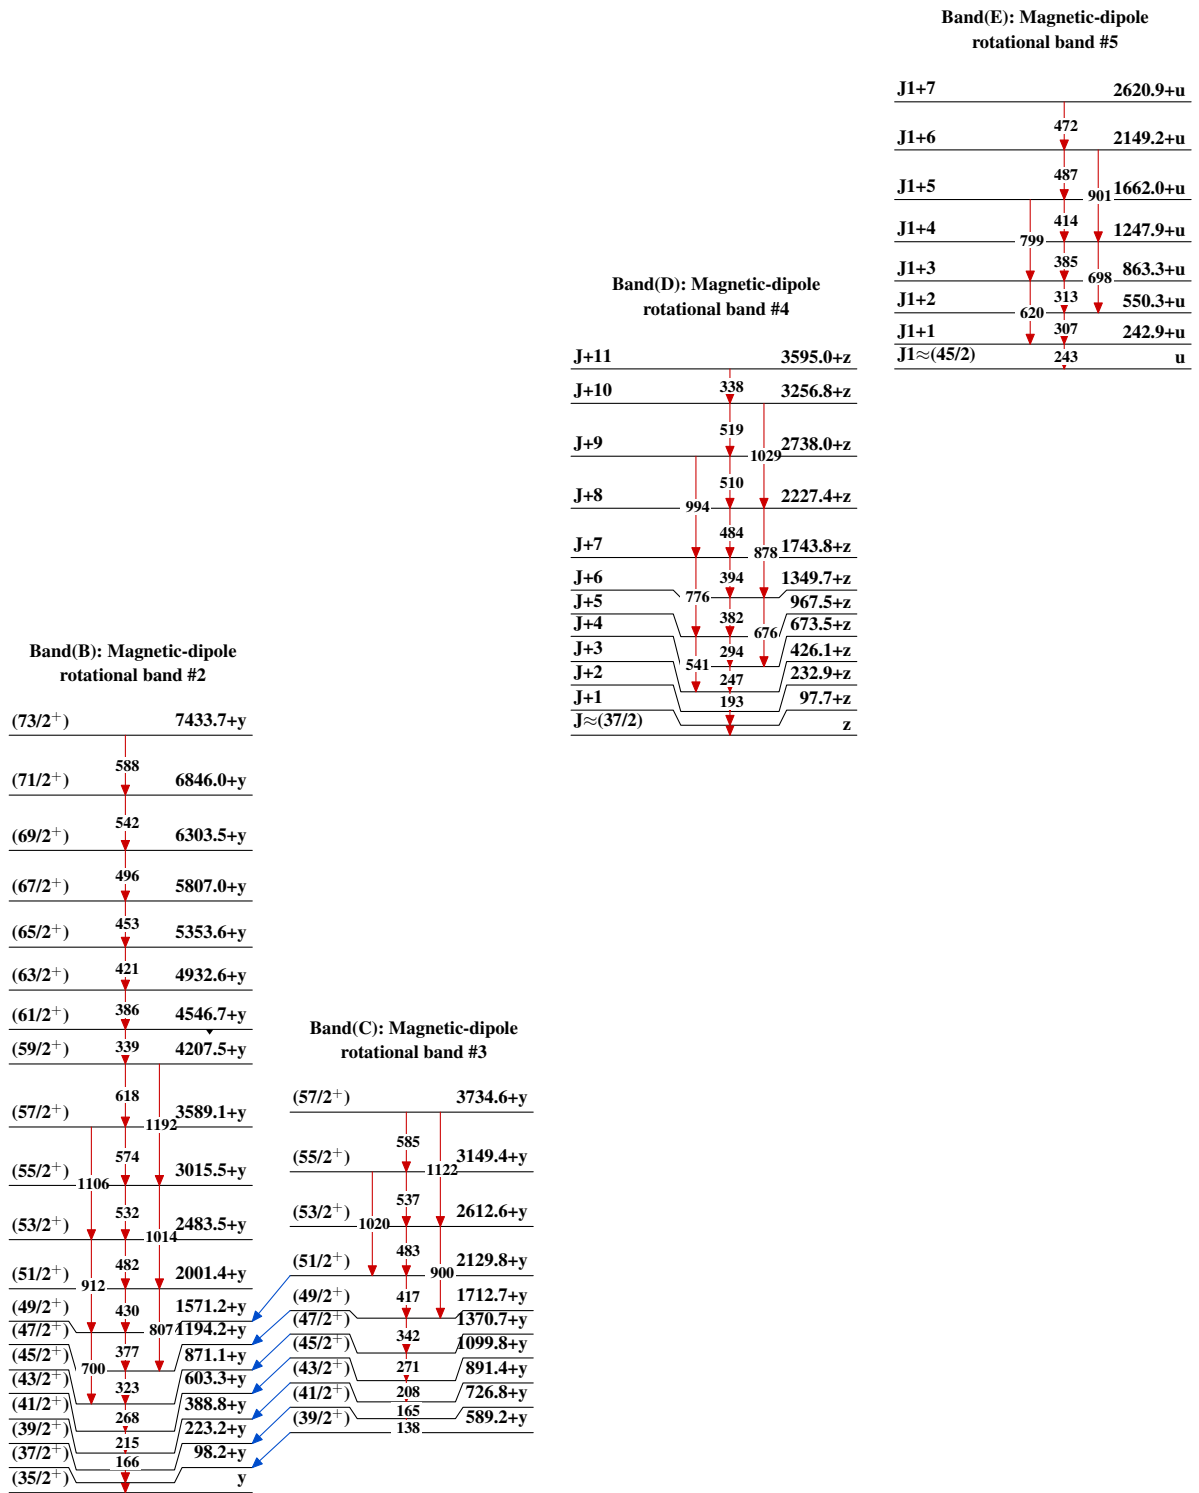 Band(E): Magnetic-dipole
rotational band #5
J1+7 2620.9+u
472
J1+6 2149.2+u
487
901
J1+5 1662.0+u
414
799
J1+4 1247.9+u
385
698
J1+3 863.3+u
313
620
J1+2 550.3+u
307
J1+1 242.9+u
243
J1≈(45/2) u
Band(D): Magnetic-dipole
rotational band #4
J+11 3595.0+z
338
J+10 3256.8+z
519
1029
J+9 2738.0+z
510
994
J+8 2227.4+z
484
878
J+7 1743.8+z
394
776
J+6 1349.7+z
382
676
J+5 967.5+z
294
541
J+4 673.5+z
247
J+3 426.1+z
193
J+2 232.9+z
J+1 97.7+z
J≈(37/2) z
Band(B): Magnetic-dipole
rotational band #2
(73/2+) 7433.7+y
588
(71/2+) 6846.0+y
542
(69/2+) 6303.5+y
496
(67/2+) 5807.0+y
453
(65/2+) 5353.6+y
421
(63/2+) 4932.6+y
386
(61/2+) 4546.7+y
339
(59/2+) 4207.5+y
618
1192
(57/2+) 3589.1+y
574
1106
(55/2+) 3015.5+y
532
1014
(53/2+) 2483.5+y
482
912
(51/2+) 2001.4+y
430
807
(49/2+) 1571.2+y
377
700
(47/2+) 1194.2+y
323
(45/2+) 871.1+y
268
(43/2+) 603.3+y
215
(41/2+) 388.8+y
166
(39/2+) 223.2+y
(37/2+) 98.2+y
(35/2+) y
Band(C): Magnetic-dipole
rotational band #3
(57/2+) 3734.6+y
585
1122
(55/2+) 3149.4+y
537
1020
(53/2+) 2612.6+y
483
900
(51/2+) 2129.8+y
417
(49/2+) 1712.7+y
342
(47/2+) 1370.7+y
271
(45/2+) 1099.8+y
208
(43/2+) 891.4+y
165
(41/2+) 726.8+y
138
(39/2+) 589.2+y